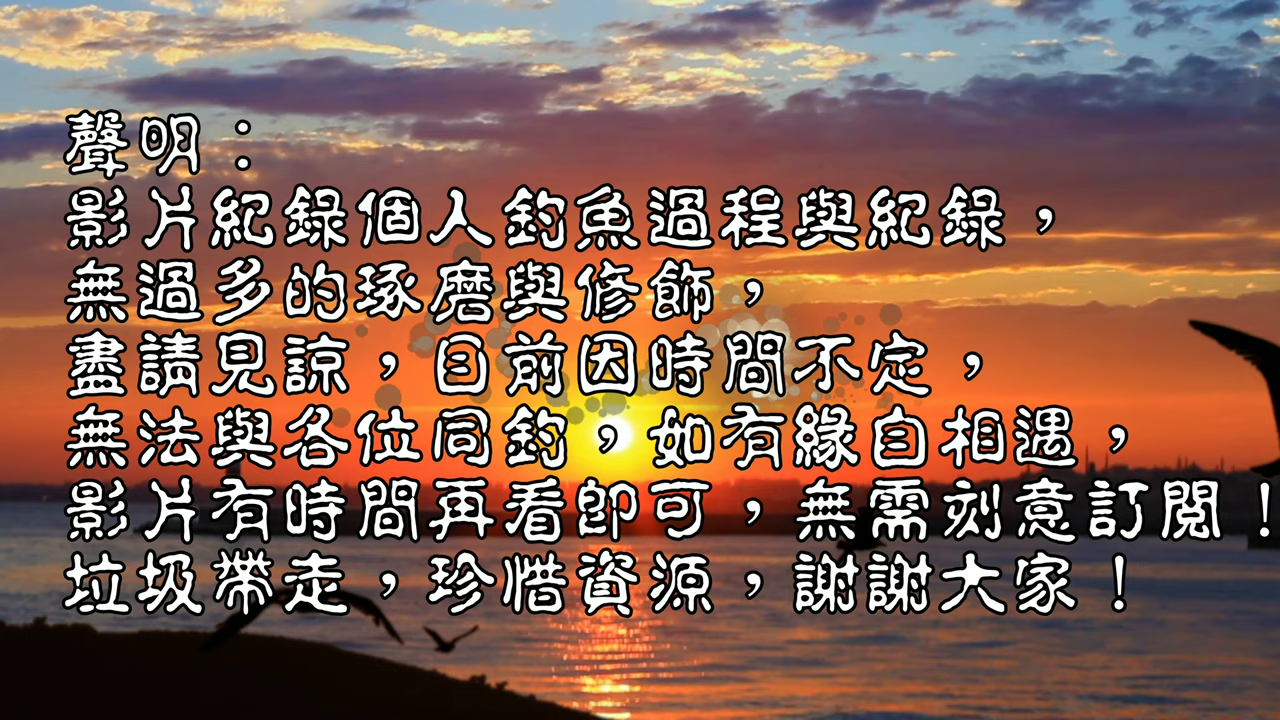 聲明：
影片紀錄個人釣魚過程與紀錄，
無過多的琢磨與修飾，
盡請見諒，目前因時間不定，
無法與各位同釣，如有緣自相遇，
影片有時間再看即可，無需刻意訂閱！
垃圾帶走，珍惜資源，謝謝大家！